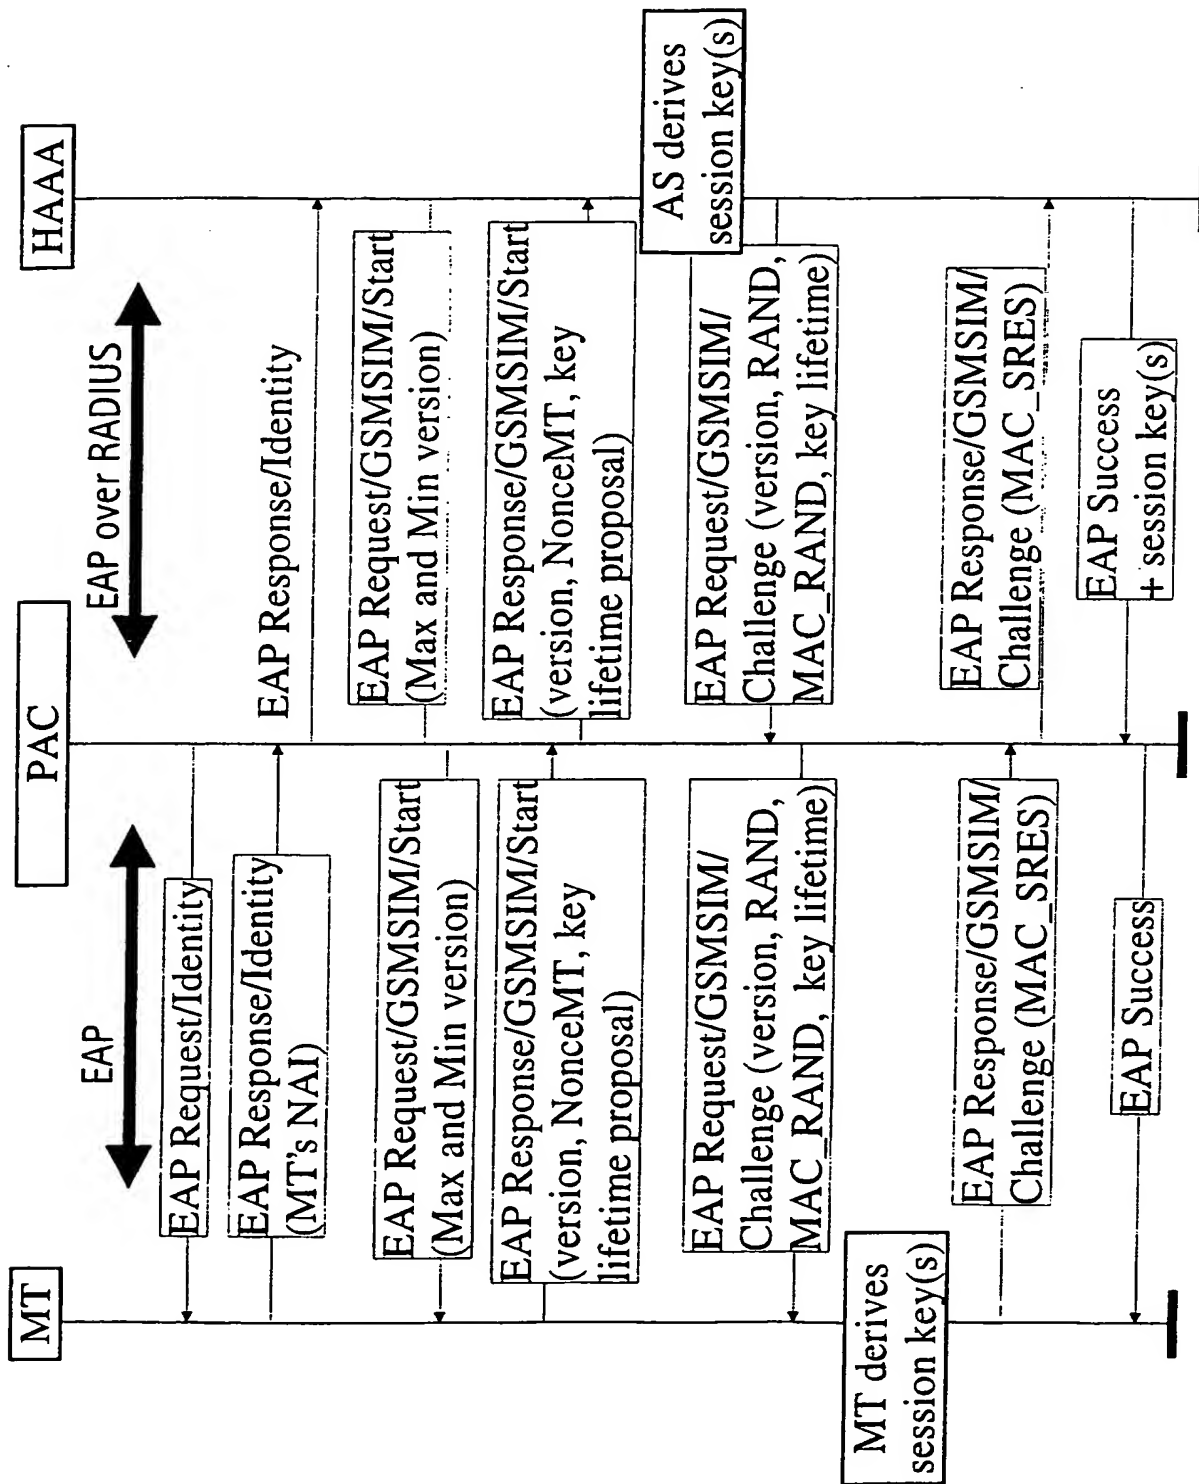 MT
PAC
HAAA
EAP
EAP over RADIUS
EAP Request/Identity
EAP Response/Identity
(MT's NAI)
EAP Response/Identity
EAP Request/GSMSIM/Start
(Max and Min version)
EAP Request/GSMSIM/Start
(Max and Min version)
EAP Response/GSMSIM/Start
(version, NonceMT, key
lifetime proposal)
EAP Response/GSMSIM/Start
(version, NonceMT, key
lifetime proposal)
AS derives
session key(s)
EAP Request/GSMSIM/
Challenge (version, RAND,
MAC_RAND, key lifetime)
EAP Request/GSMSIM/
Challenge (version, RAND,
MAC_RAND, key lifetime)
MT derives
session key(s)
EAP Response/GSMSIM/
Challenge (MAC_SRES)
EAP Response/GSMSIM/
Challenge (MAC_SRES)
EAP Success
+ session key(s)
EAP Success